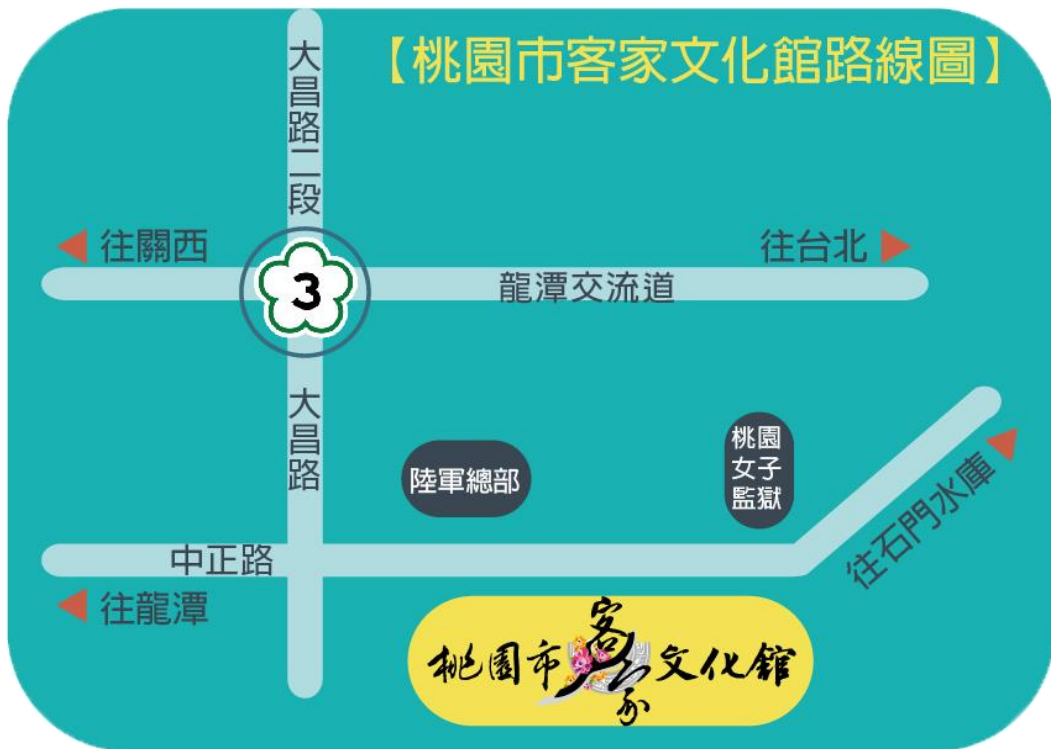 【桃園市客家文化館路線圖】
大昌路二段
往關西
往台北
3
龍潭交流道
大昌路
陸軍總部
桃園
女子
監獄
往石門水庫
中正路
往龍潭
桃園市客家文化館